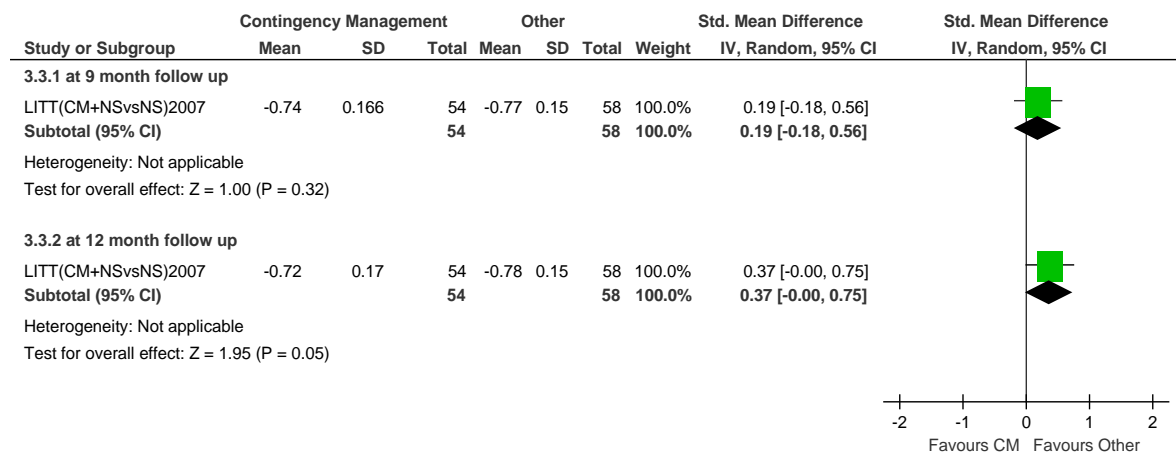 Contingency Management Other Std. Mean Difference Std. Mean Difference
Study or Subgroup Mean SD Total Mean SD Total Weight IV, Random, 95% CI IV, Random, 95% CI
3.3.1 at 9 month follow up
LITT(CM+NSvsNS)2007 -0.74 0.166 54 -0.77 0.15 58 100.0% 0.19 [-0.18, 0.56]
Subtotal (95% CI) 54 58 100.0% 0.19 [-0.18, 0.56]
Heterogeneity: Not applicable
Test for overall effect: Z = 1.00 (P = 0.32)
3.3.2 at 12 month follow up
LITT(CM+NSvsNS)2007 -0.72 0.17 54 -0.78 0.15 58 100.0% 0.37 [-0.00, 0.75]
Subtotal (95% CI) 54 58 100.0% 0.37 [-0.00, 0.75]
Heterogeneity: Not applicable
Test for overall effect: Z = 1.95 (P = 0.05)
-2 -1 0 1 2
Favours CM Favours Other